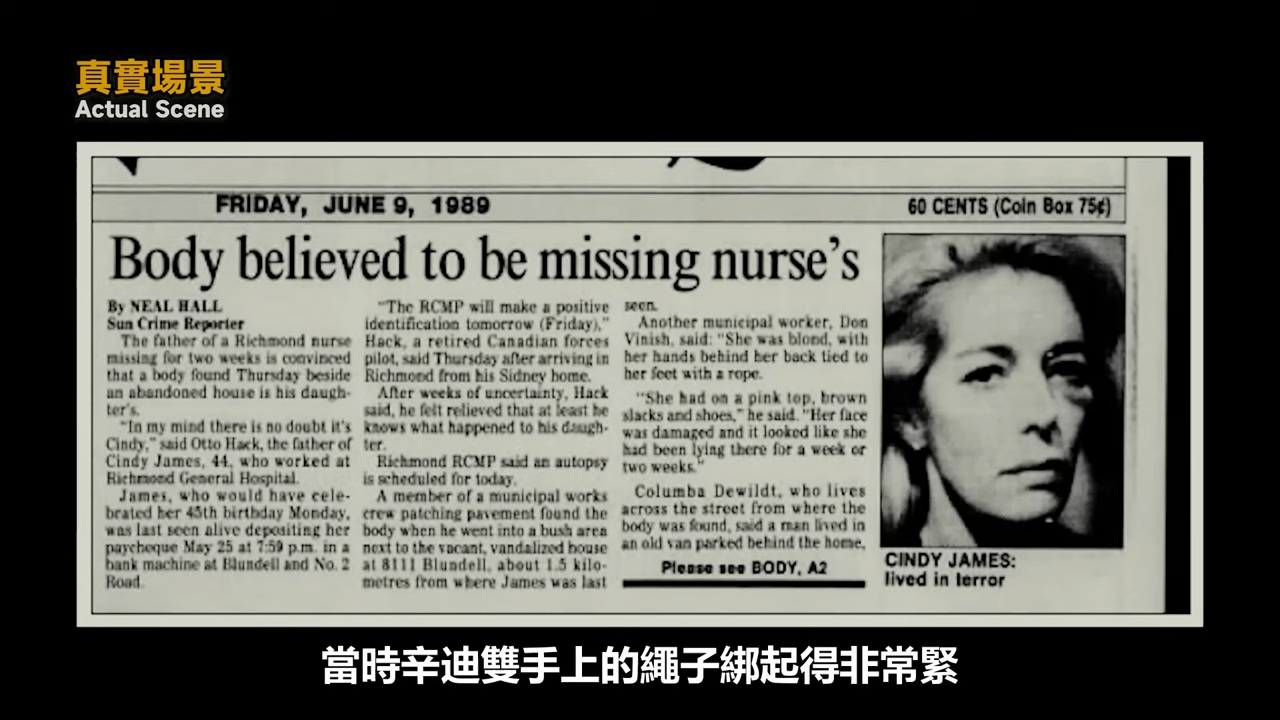 真實場景
Actual Scene
FRIDAY, JUNE 9, 1989
60 CENTS (Coin Box 75¢)
Body believed to be missing nurse's
By NEAL HALL
Sun Crime Reporter
The father of a Richmond nurse
missing for two weeks is convinced
that a body found Thursday beside
an abandoned house is his daugh-
ter's.
"In my mind there is no doubt it's
Cindy," said Otto Hack, the father of
Cindy James, 44, who worked at
Richmond General Hospital.
James, who would have cele-
brated her 45th birthday Monday,
was last seen alive depositing her
paycheque May 25 at 7:59 p.m. in a
bank machine at Blundell and No. 2
Road.
"The RCMP will make a positive
identification tomorrow (Friday),"
Hack, a retired Canadian forces
pilot, said Thursday after arriving in
Richmond from his Sidney home.
After weeks of uncertainty, Hack
said, he felt relieved that at least he
knows what happened to his daugh-
ter.
Richmond RCMP said an autopsy
is scheduled for today.
A member of a municipal works
crew patching pavement found the
body when he went into a bush area
next to the vacant, vandalized house
at 8111 Blundell, about 1.5 kilo-
metres from where James was last
seen.
Another municipal worker, Don
Vinish, said: "She was blond, with
her hands behind her back tied to
her feet with a rope.
"She had on a pink top, brown
slacks and shoes," he said. "Her face
was damaged and it looked like she
had been lying there for a week or
two weeks."
Columba Dewildt, who lives
across the street from where the
body was found, said a man lived in
an old van parked behind the home,
Please see BODY, A2
CINDY JAMES:
lived in terror
當時辛迪雙手上的繩子綁起得非常緊